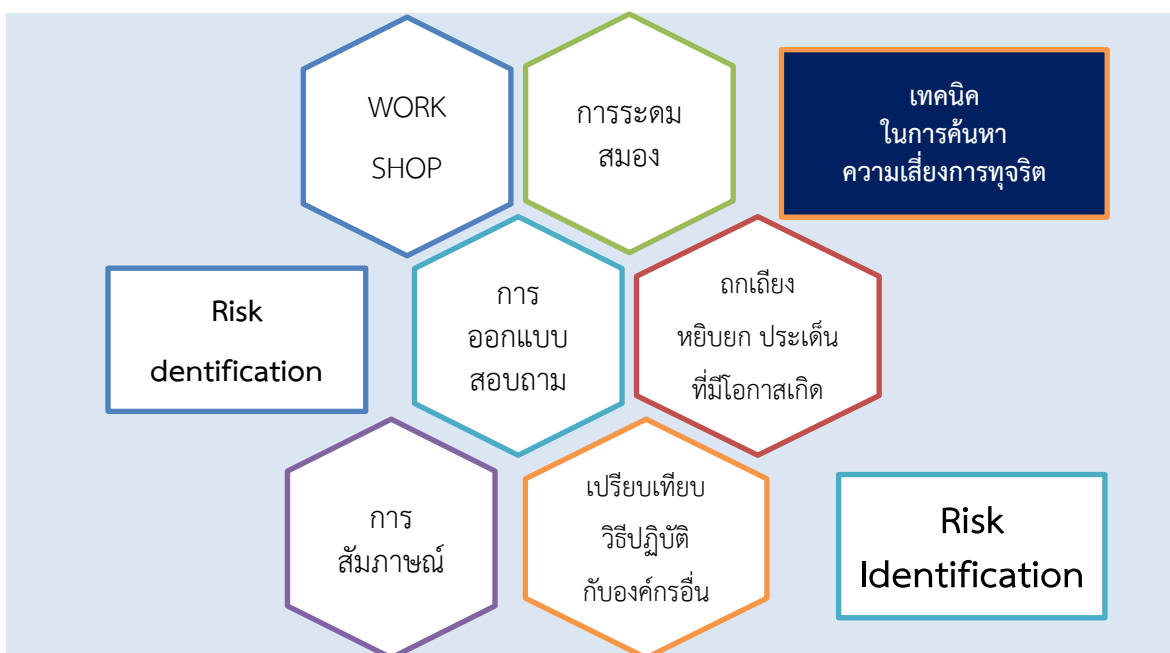 WORK
SHOP
การระดม
สมอง
เทคนิค
ในการค้นหา
ความเสี่ยงการทุจริต
Risk
dentification
การ
ออกแบบ
สอบถาม
ถกเถียง
หยิบยก ประเด็น
ที่มีโอกาสเกิด
การ
สัมภาษณ์
เปรียบเทียบ
วิธีปฏิบัติ
กับองค์กรอื่น
Risk
Identification